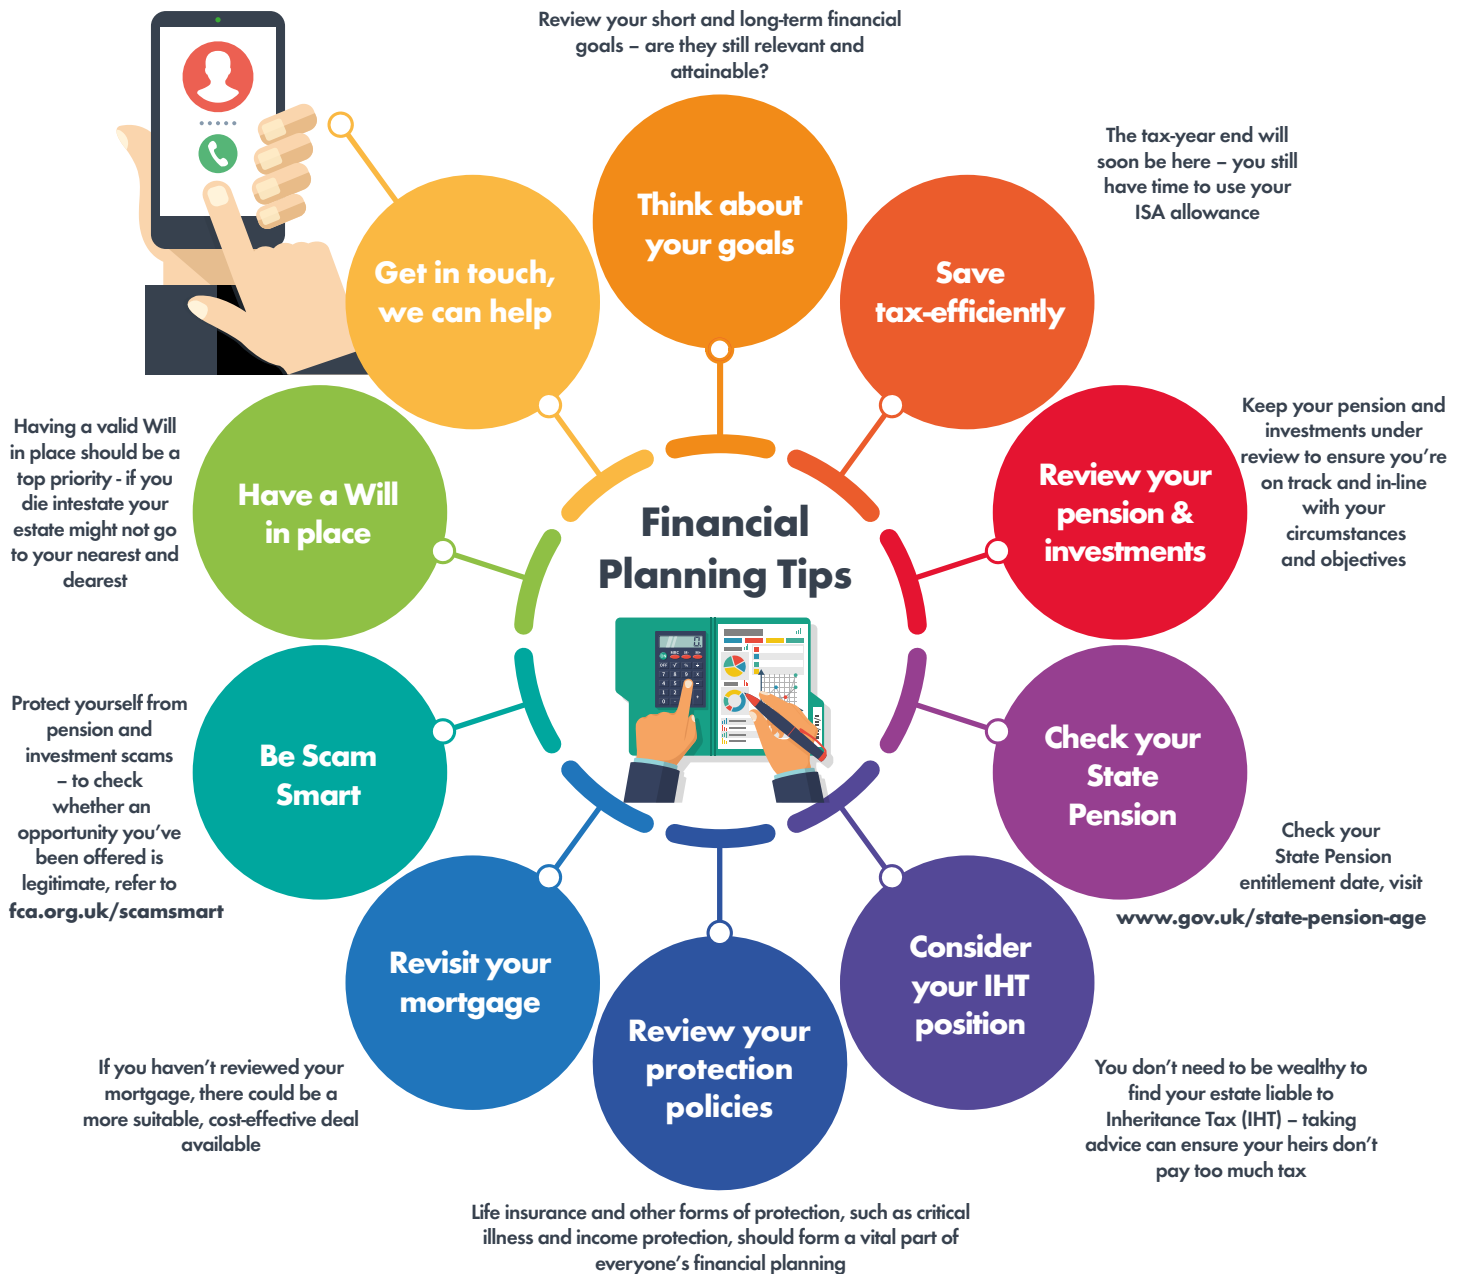 Financial
Planning Tips
Review your short and long-term financial
goals – are they still relevant and
attainable?
Think about
your goals
The tax-year end will
soon be here – you still
have time to use your
ISA allowance
Save
tax-efficiently
Keep your pension and
investments under
review to ensure you’re
on track and in-line
with your
circumstances
and objectives
Review your
pension &
investments
Check your
State
Pension
Check your
State Pension
entitlement date, visit
www.gov.uk/state-pension-age
Consider
your IHT
position
You don’t need to be wealthy to
find your estate liable to
Inheritance Tax (IHT) – taking
advice can ensure your heirs don’t
pay too much tax
Review your
protection
policies
Life insurance and other forms of protection, such as critical
illness and income protection, should form a vital part of
everyone’s financial planning
Revisit your
mortgage
If you haven’t reviewed your
mortgage, there could be a
more suitable, cost-effective deal
available
Be Scam
Smart
Protect yourself from
pension and
investment scams
– to check
whether an
opportunity you’ve
been offered is
legitimate, refer to
fca.org.uk/scamsmart
Have a Will
in place
Having a valid Will
in place should be a
top priority - if you
die intestate your
estate might not go
to your nearest and
dearest
Get in touch,
we can help